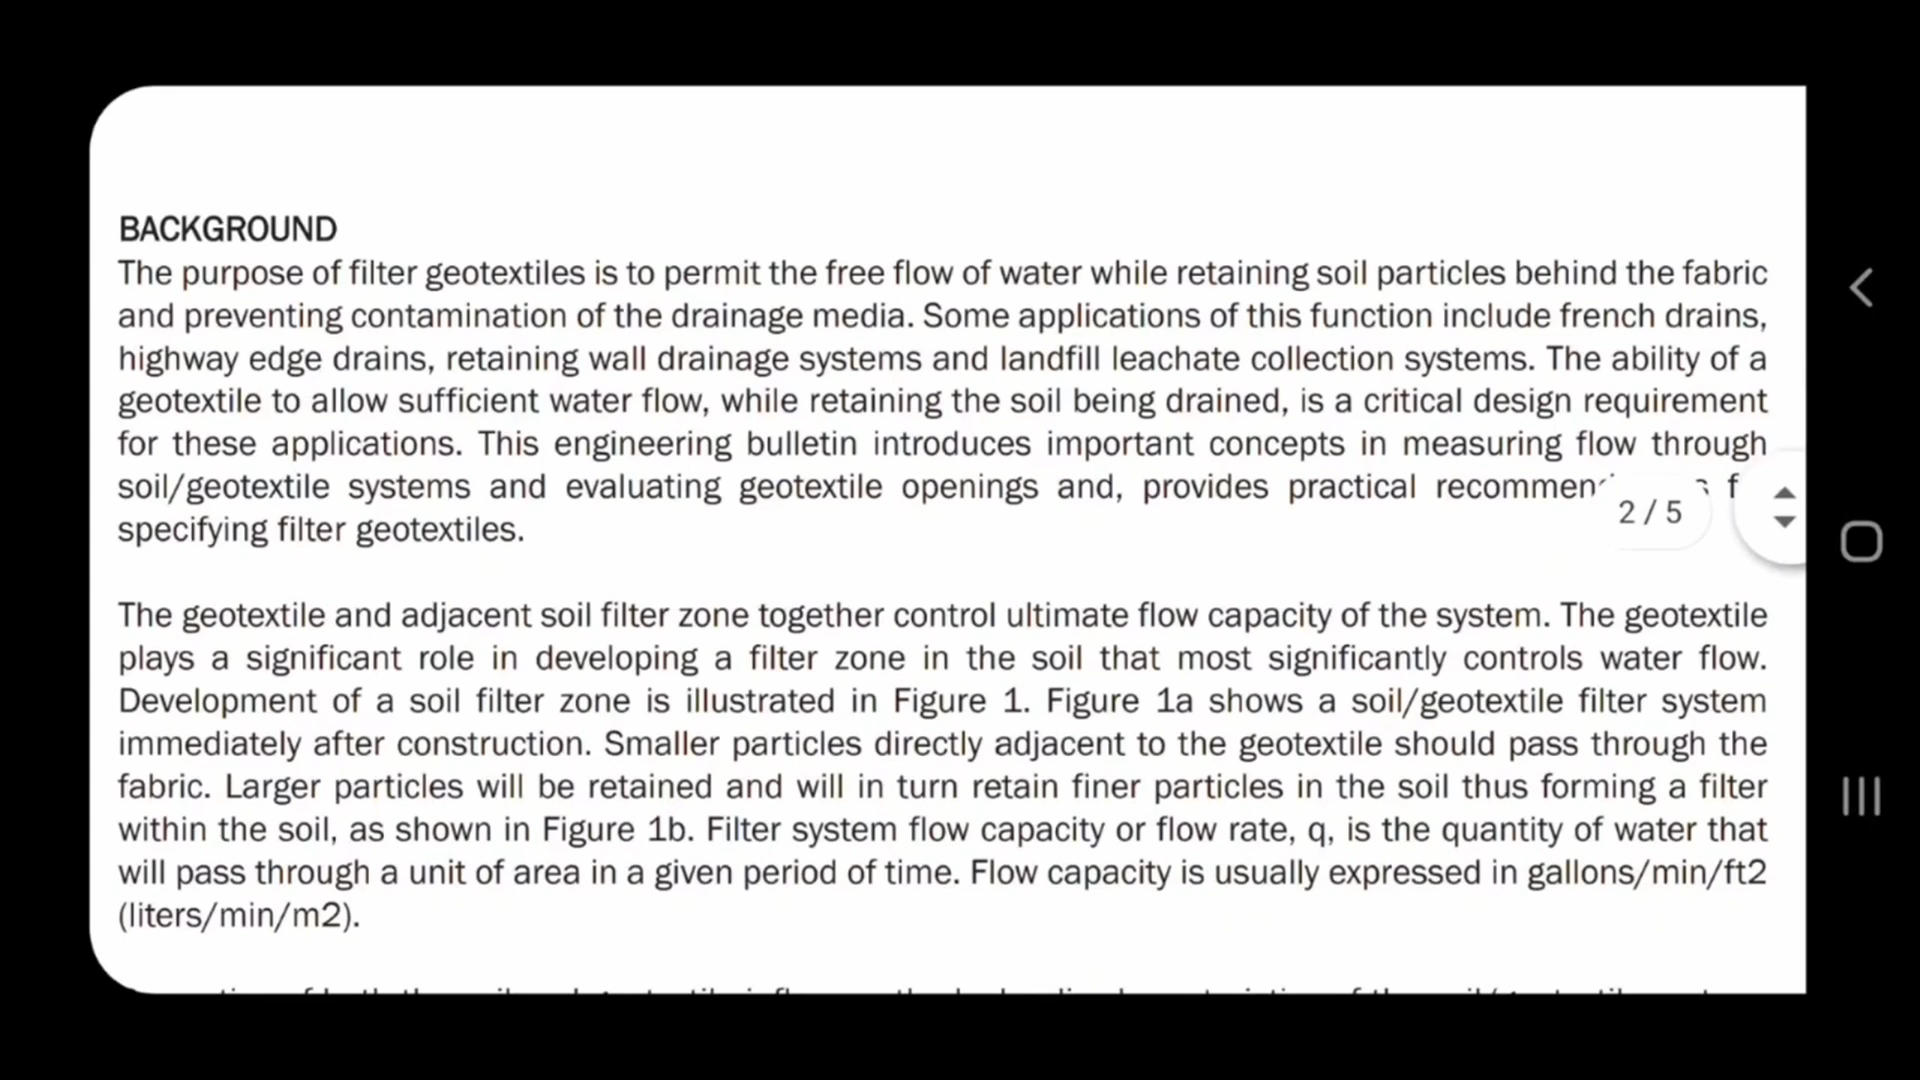 BACKGROUND
The purpose of filter geotextiles is to permit the free flow of water while retaining soil particles behind the fabric
and preventing contamination of the drainage media. Some applications of this function include french drains,
highway edge drains, retaining wall drainage systems and landfill leachate collection systems. The ability of a
geotextile to allow sufficient water flow, while retaining the soil being drained, is a critical design requirement
for these applications. This engineering bulletin introduces important concepts in measuring flow through
soil/geotextile systems and evaluating geotextile openings and, provides practical
2 / 5
specifying filter geotextiles.
The geotextile and adjacent soil filter zone together control ultimate flow capacity of the system. The geotextile
plays a significant role in developing a filter zone in the soil that most significantly controls water flow.
Development of a soil filter zone is illustrated in Figure 1. Figure 1a shows a soil/geotextile filter system
immediately after construction. Smaller particles directly adjacent to the geotextile should pass through the
fabric. Larger particles will be retained and will in turn retain finer particles in the soil thus forming a filter
within the soil, as shown in Figure 1b. Filter system flow capacity or flow rate, q, is the quantity of water that
will pass through a unit of area in a given period of time. Flow capacity is usually expressed in gallons/min/ft2
(liters/min/m2).